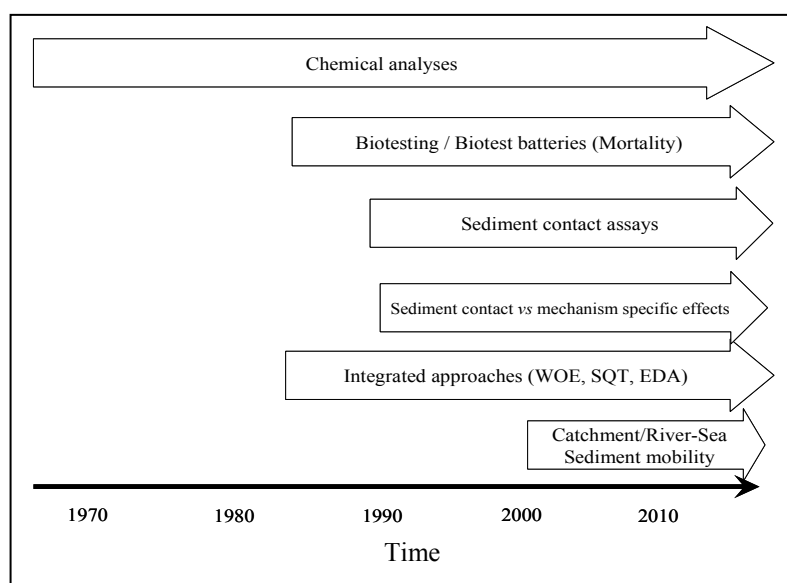 Chemical analyses
Biotesting / Biotest batteries (Mortality)
Sediment contact assays
Sediment contact vs mechanism specific effects
Integrated approaches (WOE, SQT, EDA)
Catchment/River-Sea
Sediment mobility
1970 1980 1990 2000 2010
Time